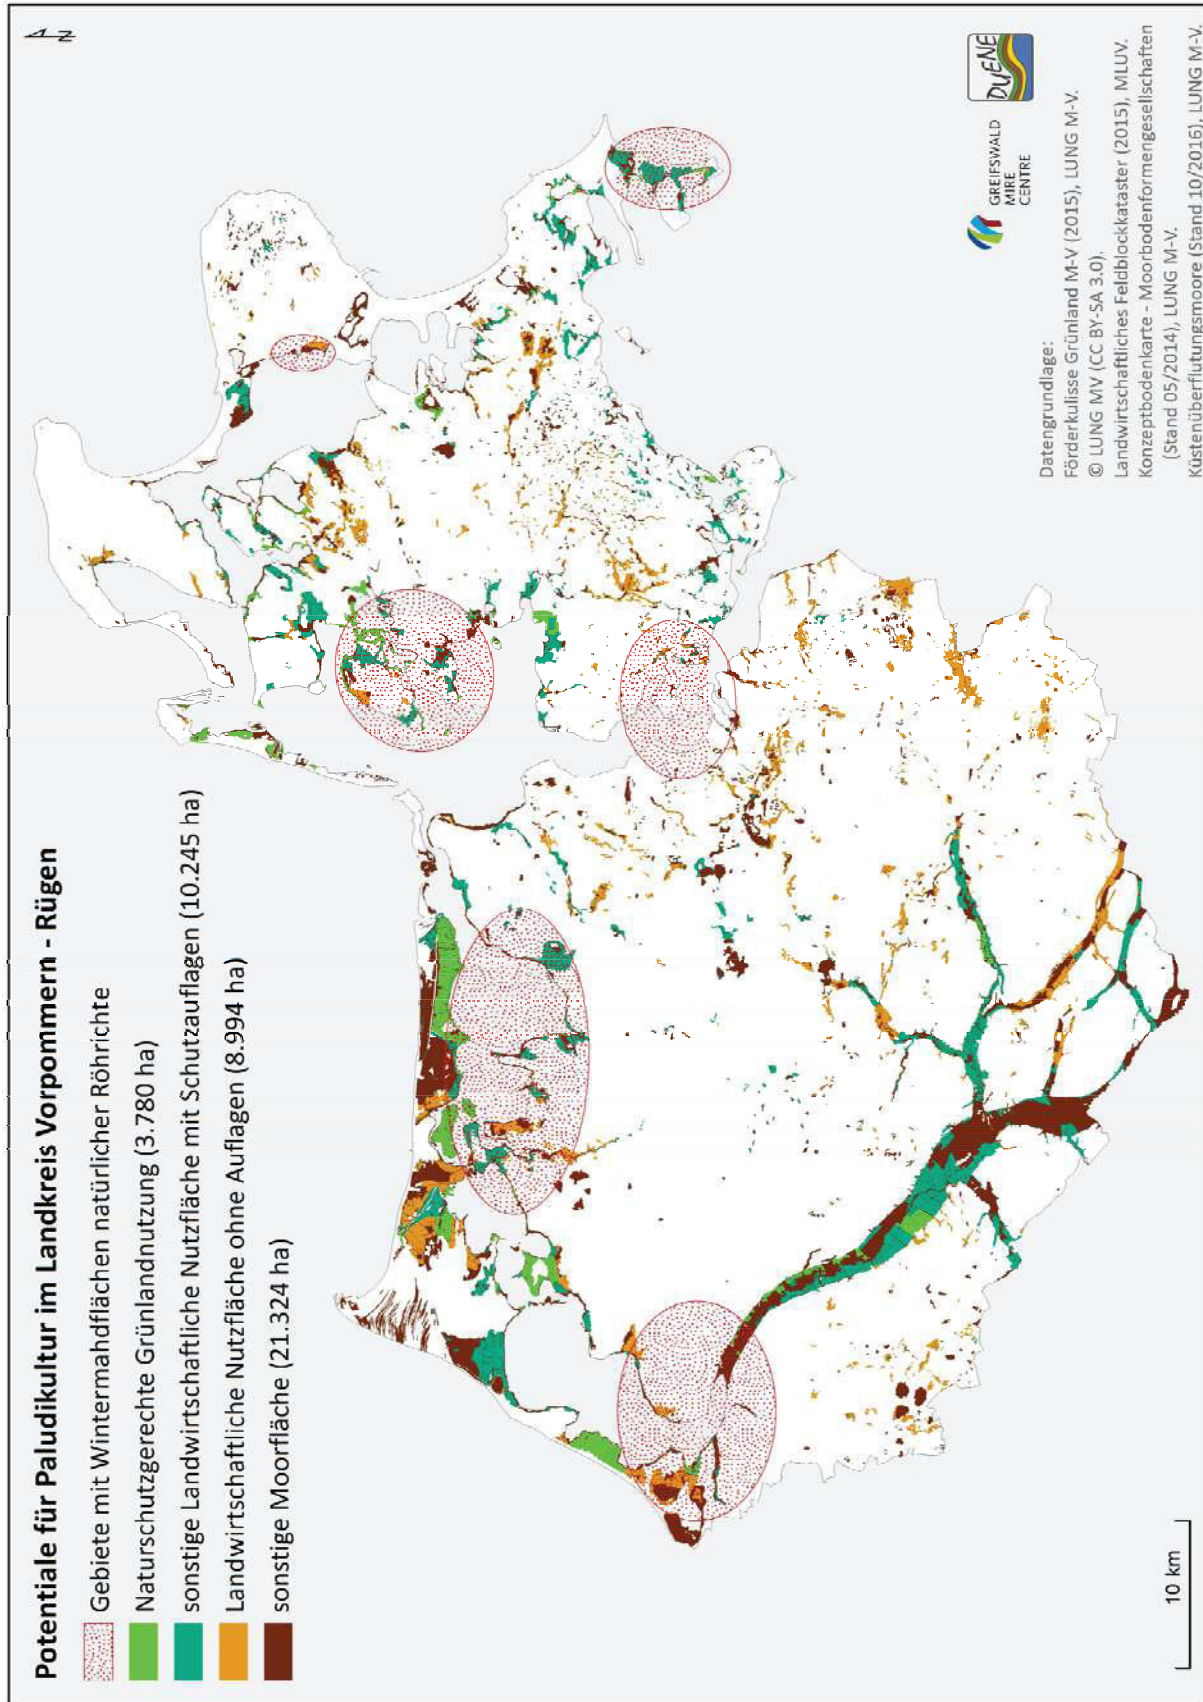 Potentiale für Paludikultur im Landkreis Vorpommern - Rügen
Gebiete mit Wintermahdflächen natürlicher Röhrichte
Naturschutzgerechte Grünlandnutzung (3.780 ha)
sonstige Landwirtschaftliche Nutzfläche mit Schutzauflagen (10.245 ha)
Landwirtschaftliche Nutzfläche ohne Auflagen (8.994 ha)
sonstige Moorfläche (21.324 ha)
N
10 km
GREIFSWALD
MIRE
CENTRE
DUENE
Datengrundlage:
Förderkulisse Grünland M-V (2015), LUNG M-V.
© LUNG MV (CC BY-SA 3.0).
Landwirtschaftliches Feldblockkataster (2015), MLUV.
Konzeptbodenkarte - Moorbodenformengesellschaften
(Stand 05/2014), LUNG M-V.
Küstenüberflutungsmoore (Stand 10/2016), LUNG M-V.